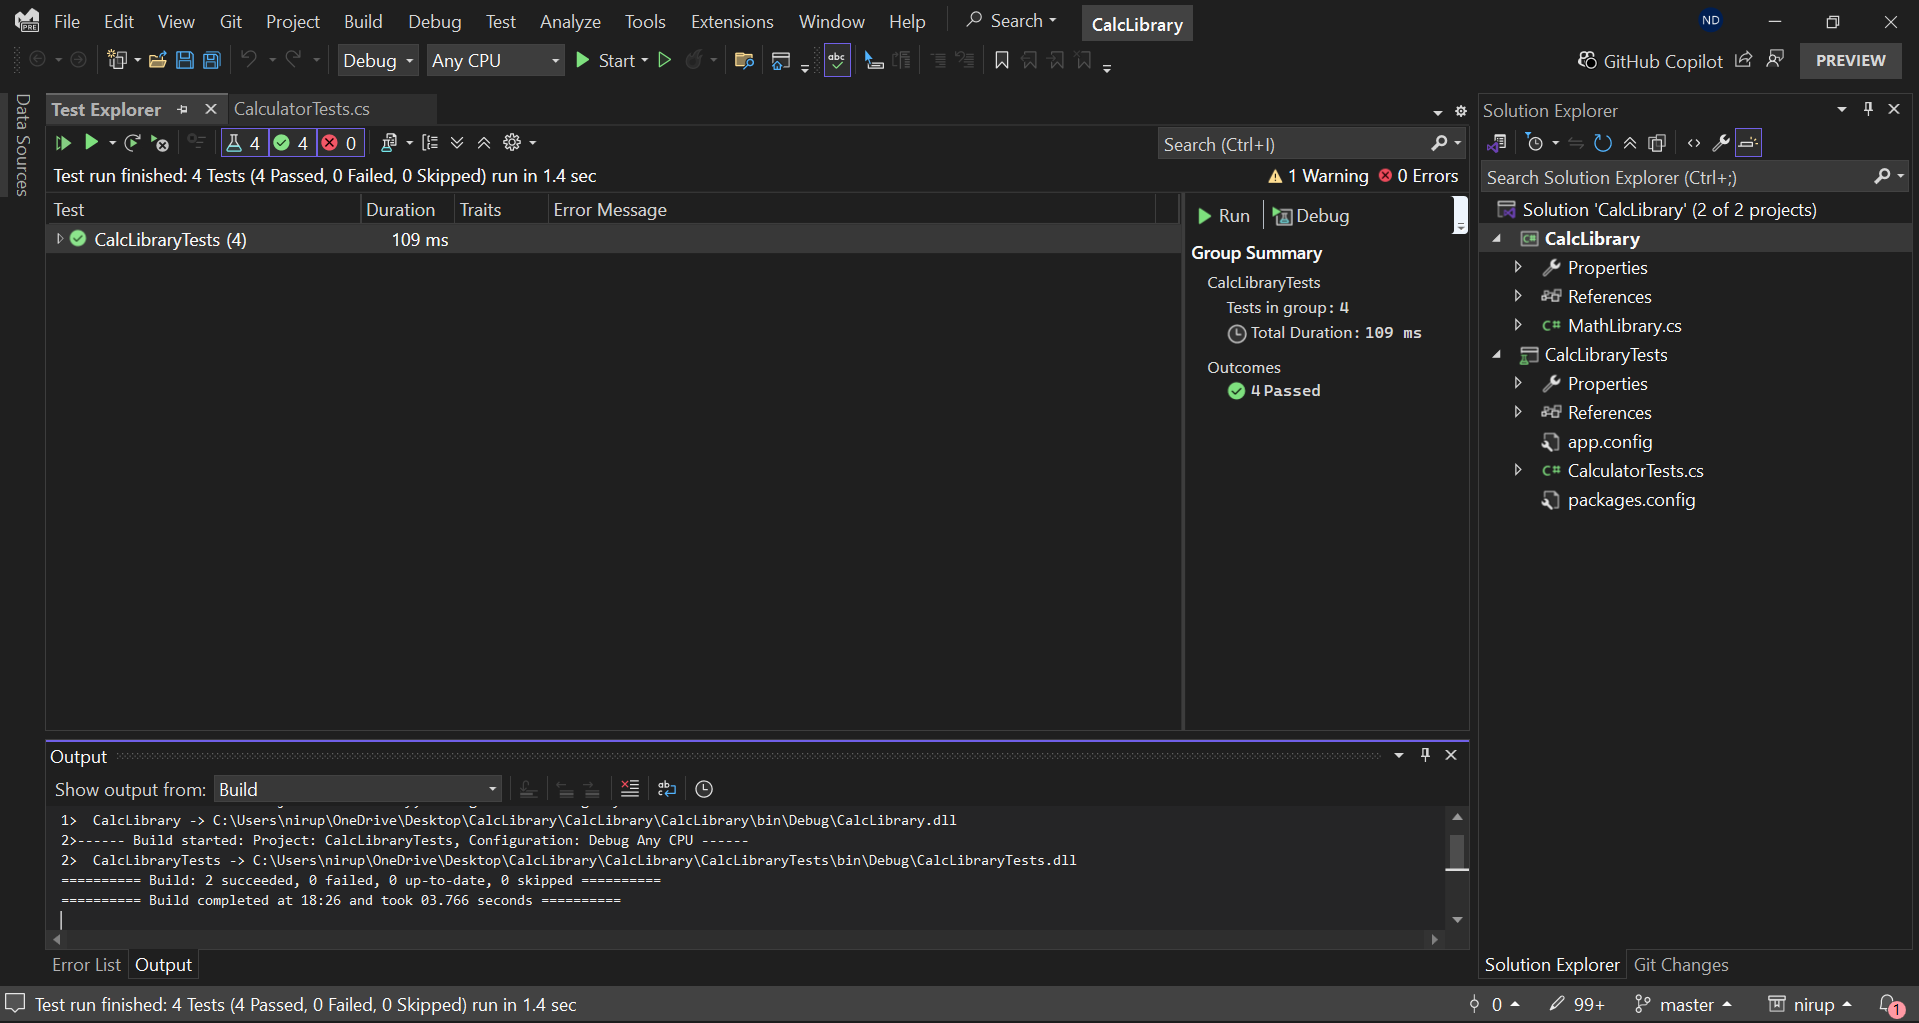 File Edit View Git Project Build Debug Test Analyze Tools Extensions Window Help Search CalcLibrary ND
Debug Any CPU Start abc GitHub Copilot PREVIEW
Data Sources
Test Explorer CalculatorTests.cs
4 4 0 Search (Ctrl+I)
Test run finished: 4 Tests (4 Passed, 0 Failed, 0 Skipped) run in 1.4 sec 1 Warning 0 Errors
Test Duration Traits Error Message
CalcLibraryTests (4) 109 ms
Run Debug
Group Summary
CalcLibraryTests
Tests in group: 4
Total Duration: 109 ms
Outcomes
4 Passed
Solution Explorer
Search Solution Explorer (Ctrl+;)
Solution 'CalcLibrary' (2 of 2 projects)
CalcLibrary
Properties
References
C# MathLibrary.cs
CalcLibraryTests
Properties
References
app.config
C# CalculatorTests.cs
packages.config
Output
Show output from: Build
1> CalcLibrary -> C:\Users\nirup\OneDrive\Desktop\CalcLibrary\CalcLibrary\CalcLibrary\bin\Debug\CalcLibrary.dll
2>------ Build started: Project: CalcLibraryTests, Configuration: Debug Any CPU ------
2> CalcLibraryTests -> C:\Users\nirup\OneDrive\Desktop\CalcLibrary\CalcLibrary\CalcLibraryTests\bin\Debug\CalcLibraryTests.dll
========== Build: 2 succeeded, 0 failed, 0 up-to-date, 0 skipped ==========
========== Build completed at 18:26 and took 03.766 seconds ==========
Error List Output
Solution Explorer Git Changes
Test run finished: 4 Tests (4 Passed, 0 Failed, 0 Skipped) run in 1.4 sec 0 99+ master nirup 1